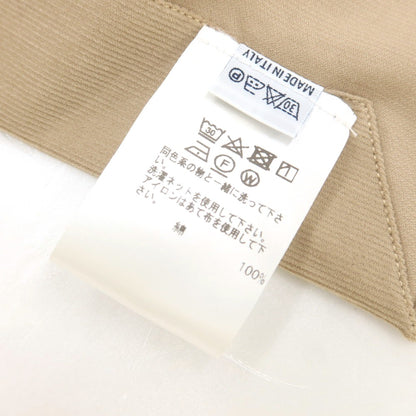 MADE IN ITALY
30
P
30
F W
同色系の物と一緒に洗って下さ
い。
洗濯ネットを使用して下さい。
アイロンはあて布を使用して下
さい。
綿
100%